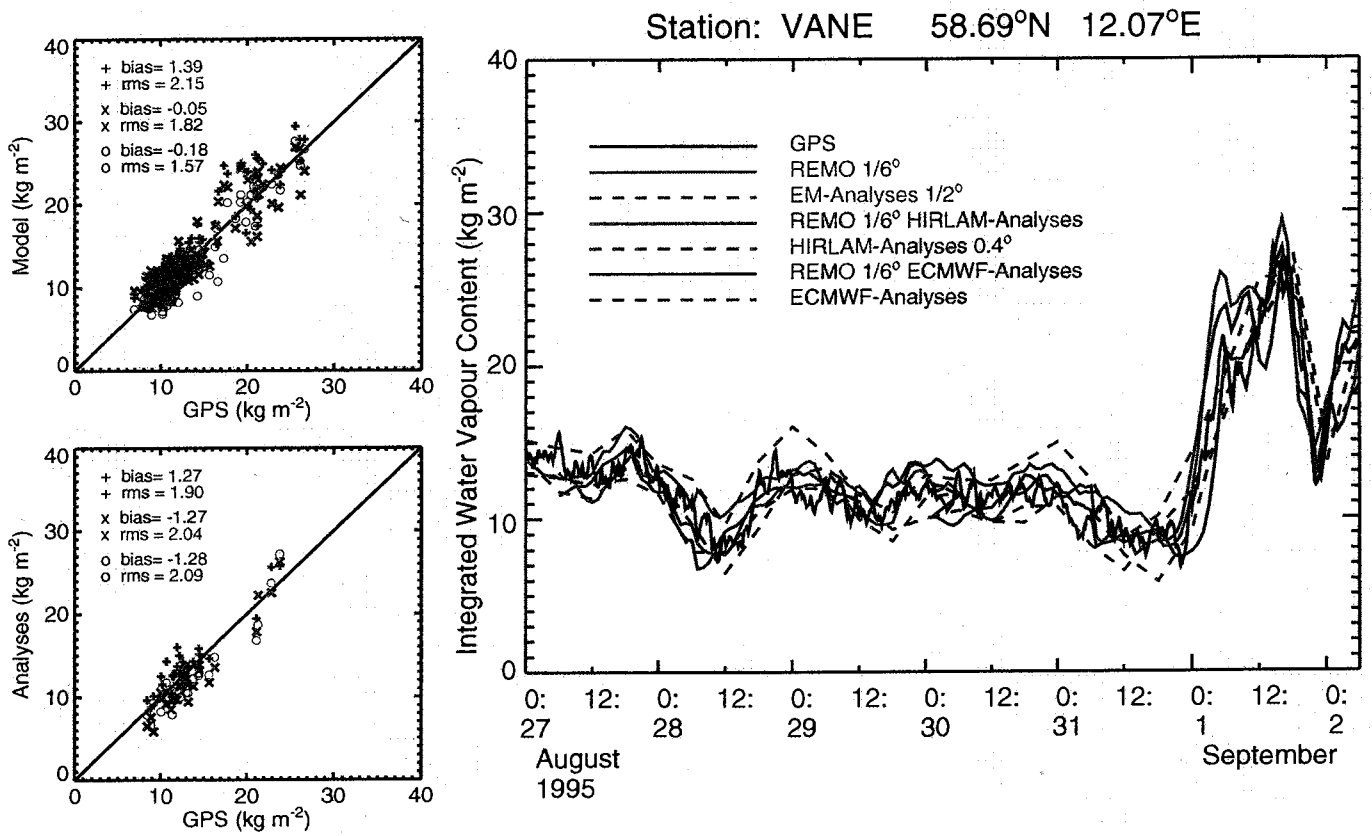 Station: VANE 58.69°N 12.07°E
40
30
20
10
0
Model (kg m⁻²)
+ bias= 1.39
+ rms = 2.15
x bias= -0.05
x rms = 1.82
o bias= -0.18
o rms = 1.57
0 10 20 30 40
GPS (kg m⁻²)
40
30
20
10
0
Analyses (kg m⁻²)
+ bias= 1.27
+ rms = 1.90
x bias= -1.27
x rms = 2.04
o bias= -1.28
o rms = 2.09
0 10 20 30 40
GPS (kg m⁻²)
40
30
20
10
0
Integrated Water Vapour Content (kg m⁻²)
GPS
REMO 1/6°
EM-Analyses 1/2°
REMO 1/6° HIRLAM-Analyses
HIRLAM-Analyses 0.4°
REMO 1/6° ECMWF-Analyses
ECMWF-Analyses
0: 12: 0: 12: 0: 12: 0: 12: 0: 12: 0: 12: 0:
27 28 29 30 31 1 2
August September
1995